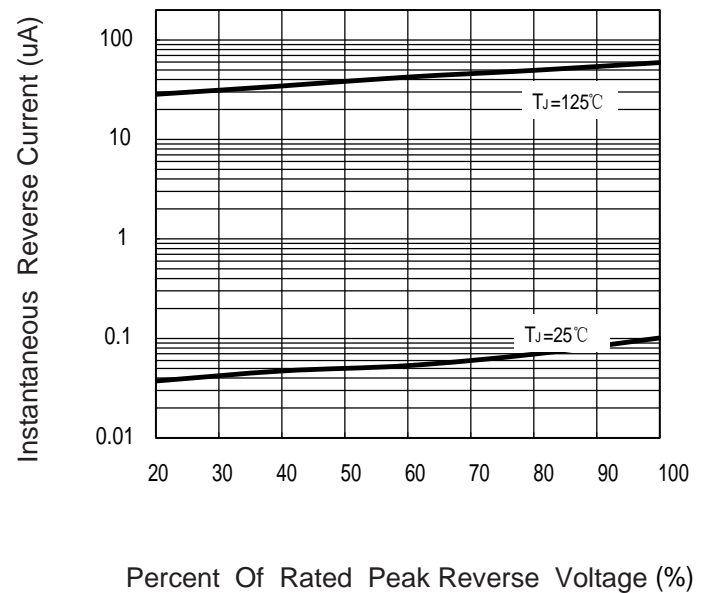 Instantaneous Reverse Current (uA)
100
10
1
0.1
0.01
TJ=125℃
TJ=25℃
20 30 40 50 60 70 80 90 100
Percent Of Rated Peak Reverse Voltage (%)